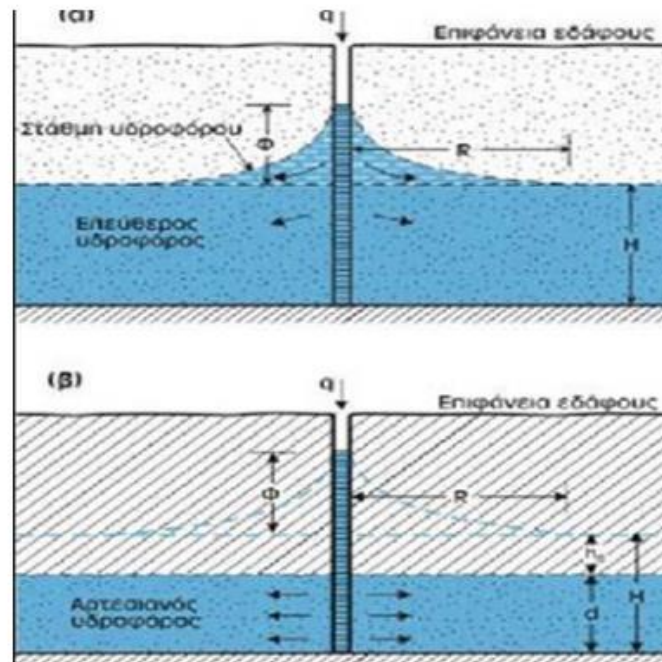 (α)
q
Επιφάνεια εδάφους
Στάθμη υδροφόρου
Θ
R
Ελεύθερος
υδροφόρος
H
(β)
q
Επιφάνεια εδάφους
Θ
R
Αρτεσιανός
υδροφόρος
d
H